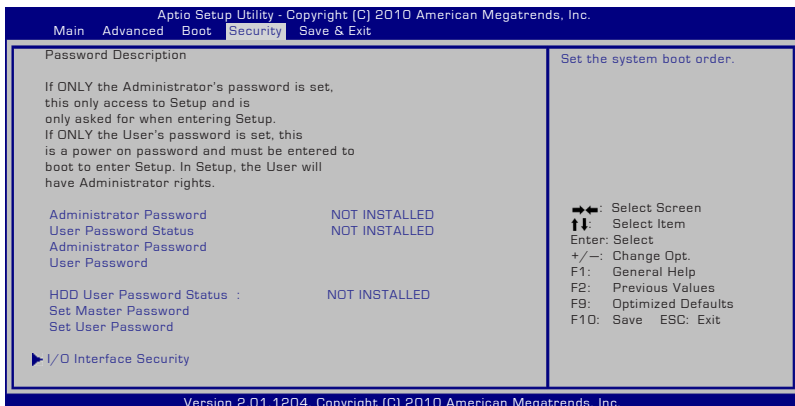 Aptio Setup Utility - Copyright (C) 2010 American Megatrends, Inc.
Main Advanced Boot Security Save & Exit
Password Description
If ONLY the Administrator's password is set,
this only access to Setup and is
only asked for when entering Setup.
If ONLY the User's password is set, this
is a power on password and must be entered to
boot to enter Setup. In Setup, the User will
have Administrator rights.
Administrator Password NOT INSTALLED
User Password Status NOT INSTALLED
Administrator Password
User Password
HDD User Password Status : NOT INSTALLED
Set Master Password
Set User Password
I/O Interface Security
Set the system boot order.
→←: Select Screen
↑↓: Select Item
Enter: Select
+/—: Change Opt.
F1: General Help
F2: Previous Values
F9: Optimized Defaults
F10: Save ESC: Exit
Version 2.01.1204. Copyright (C) 2010 American Megatrends, Inc.